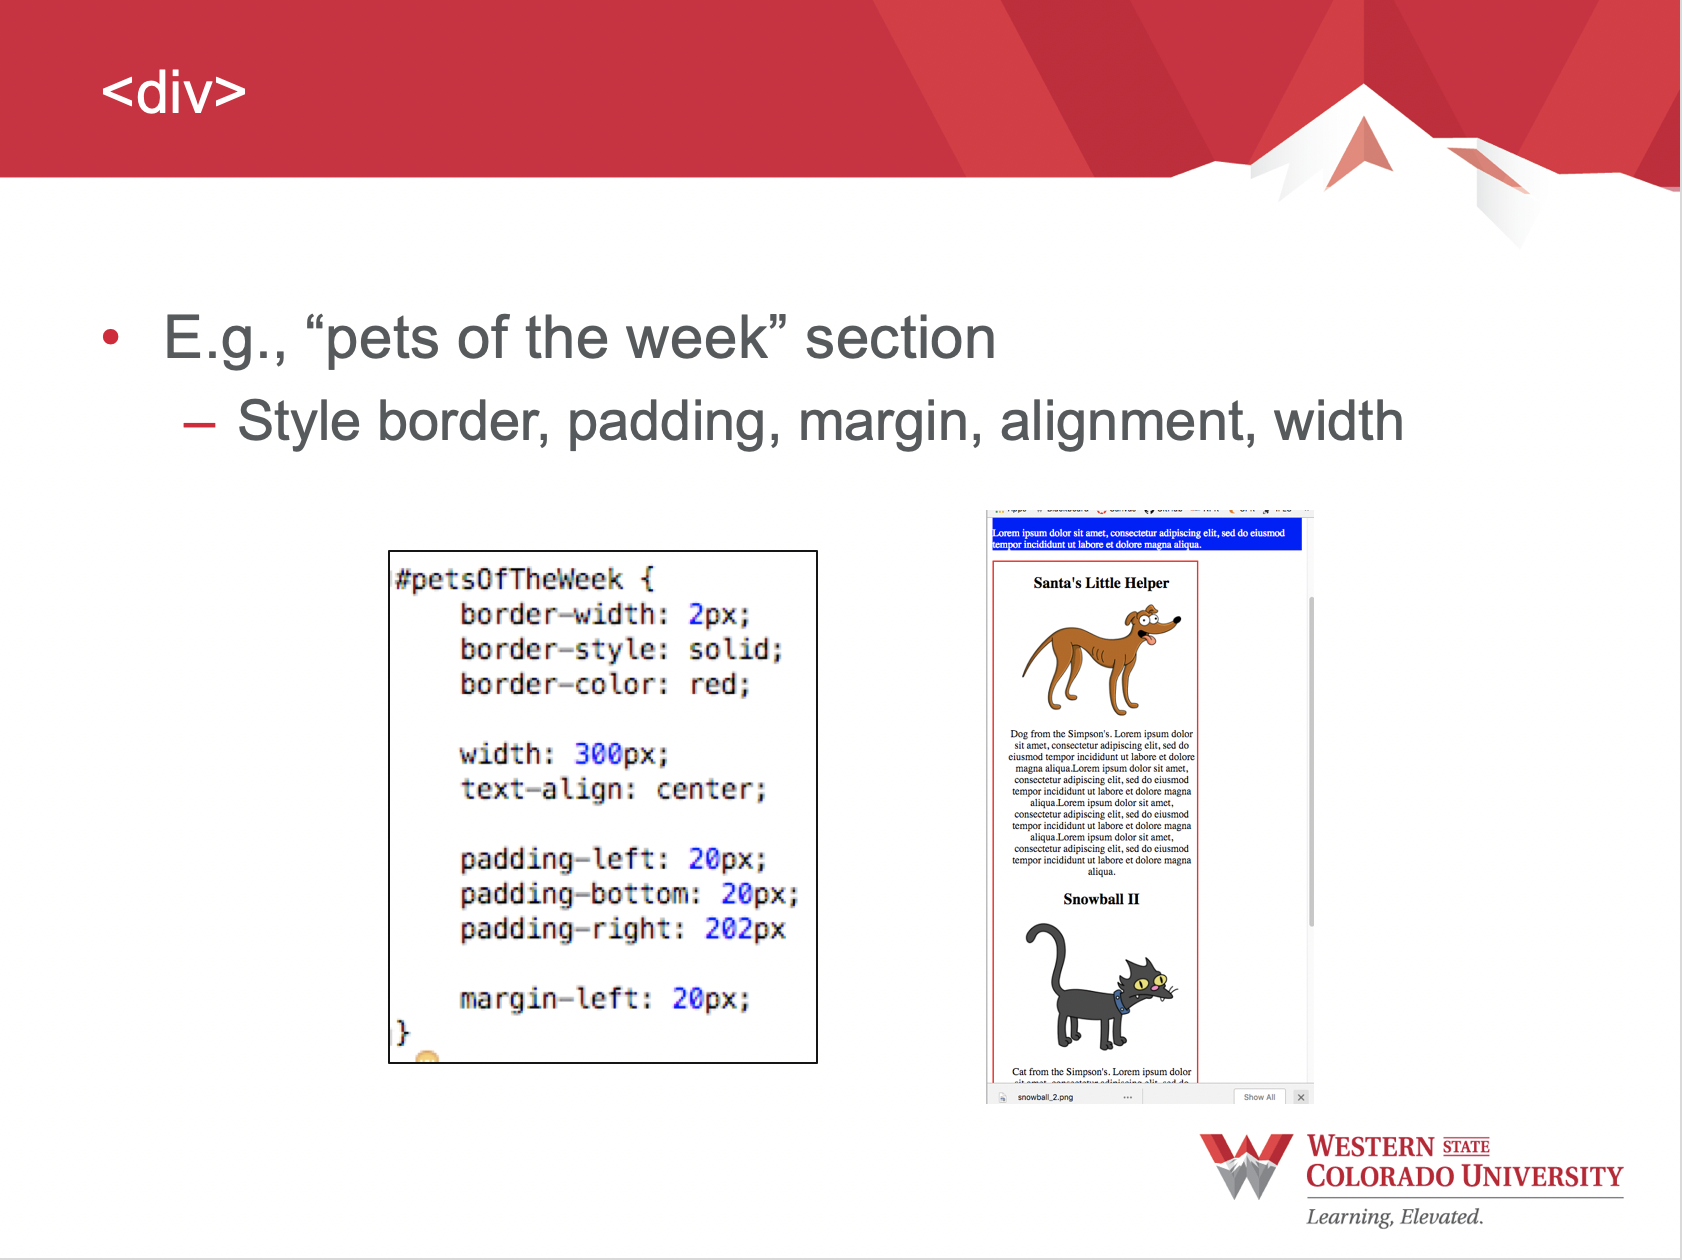 <div>
• E.g., “pets of the week” section
– Style border, padding, margin, alignment, width
#petsOfTheWeek {
border-width: 2px;
border-style: solid;
border-color: red;
width: 300px;
text-align: center;
padding-left: 20px;
padding-bottom: 20px;
padding-right: 202px
margin-left: 20px;
}
Lorem ipsum dolor sit amet, consectetur adipiscing elit, sed do eiusmod
tempor incididunt ut labore et dolore magna aliqua.
Santa's Little Helper
Dog from the Simpson's. Lorem ipsum dolor
sit amet, consectetur adipiscing elit, sed do
eiusmod tempor incididunt ut labore et dolore
magna aliqua.Lorem ipsum dolor sit amet,
consectetur adipiscing elit, sed do eiusmod
tempor incididunt ut labore et dolore magna
aliqua.Lorem ipsum dolor sit amet,
consectetur adipiscing elit, sed do eiusmod
tempor incididunt ut labore et dolore magna
aliqua.Lorem ipsum dolor sit amet,
consectetur adipiscing elit, sed do eiusmod
tempor incididunt ut labore et dolore magna
aliqua.
Snowball II
Cat from the Simpson's. Lorem ipsum dolor
snowball_2.png
Show All
WESTERN STATE
COLORADO UNIVERSITY
Learning, Elevated.